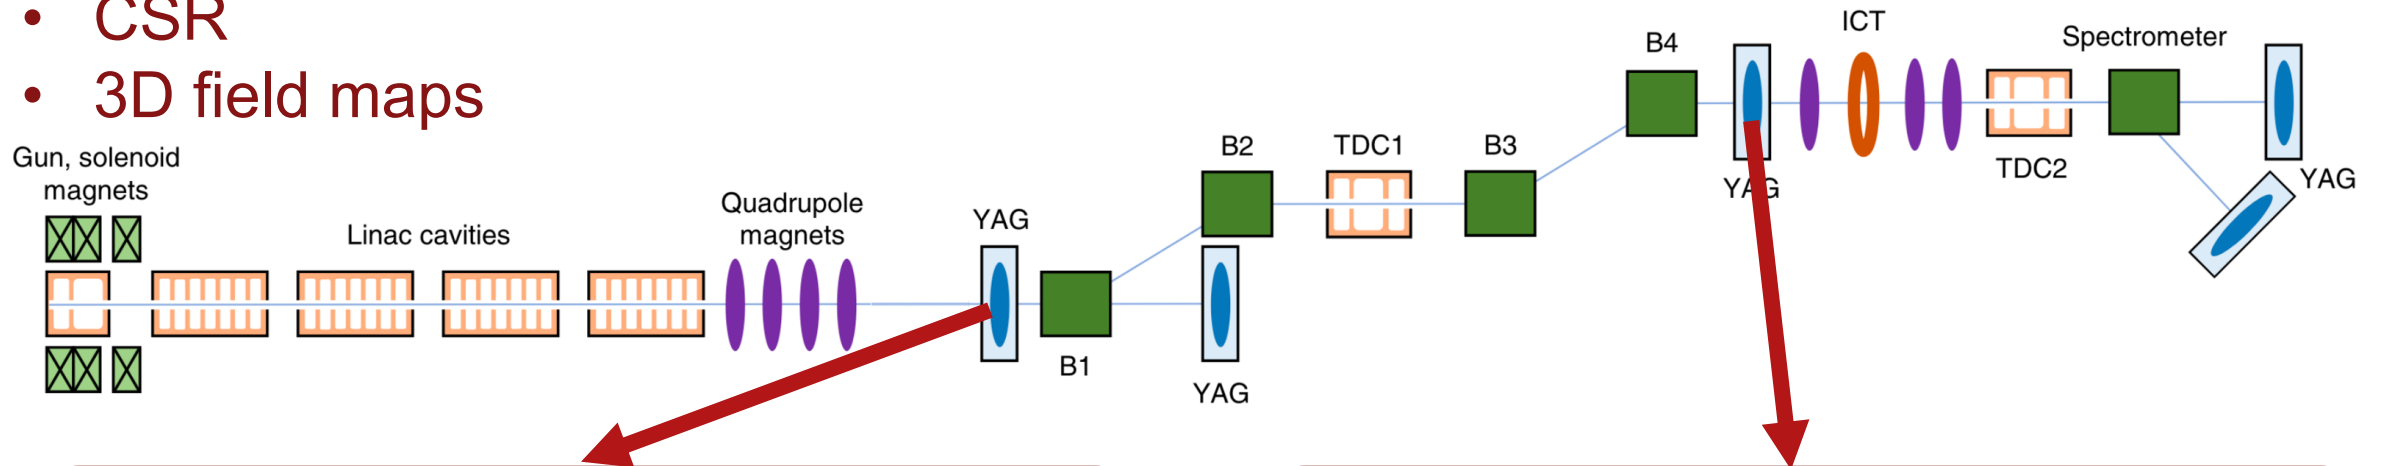 • CSR
• 3D field maps
Gun, solenoid
magnets
Linac cavities
Quadrupole
magnets
YAG
B1
YAG
B2
TDC1
B3
B4
YAG
ICT
TDC2
Spectrometer
YAG